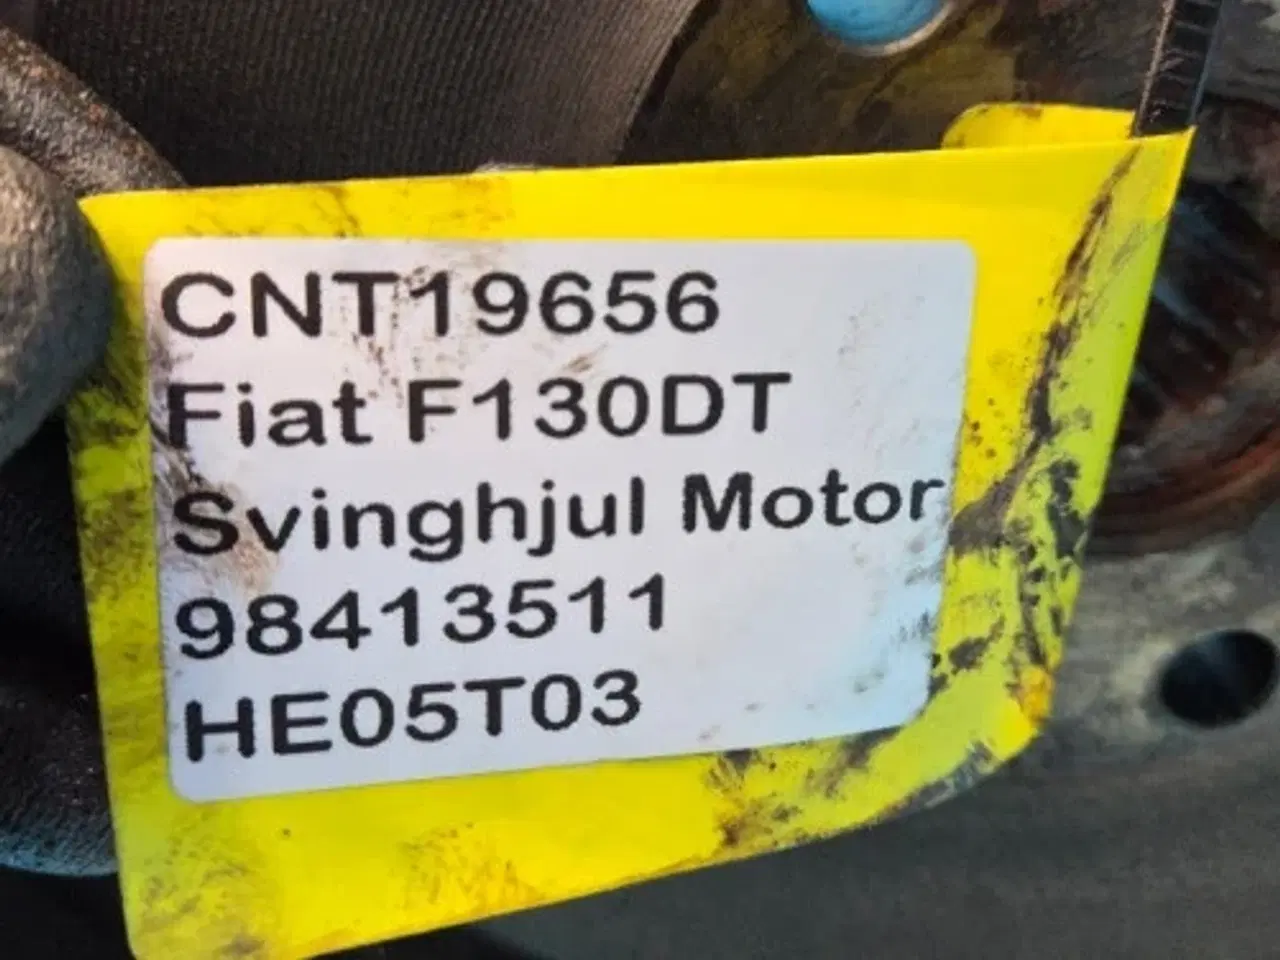 CNT19656
Fiat F130DT
Svinghjul Motor
98413511
HE05T03